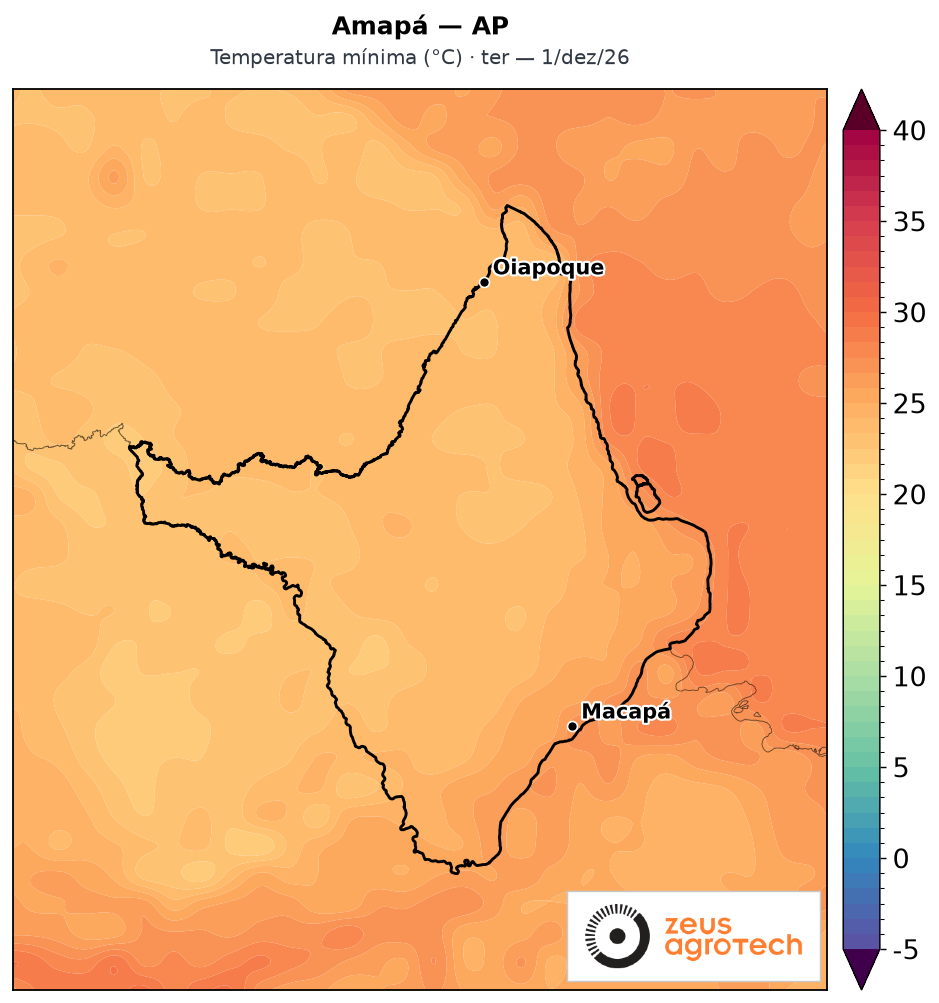 Amapá — AP
Temperatura mínima (°C) · ter — 1/dez/26
Oiapoque
Macapá
40
35
30
25
20
15
10
5
0
-5
zeus
agrotech